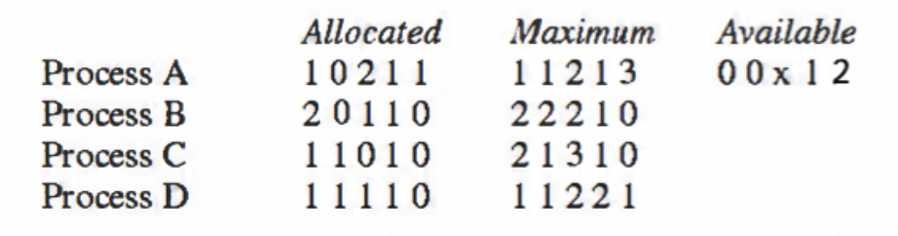 Allocated Maximum Available
Process A 1 0 2 1 1 1 1 2 1 3 0 0 x 1 2
Process B 2 0 1 1 0 2 2 2 1 0
Process C 1 1 0 1 0 2 1 3 1 0
Process D 1 1 1 1 0 1 1 2 2 1